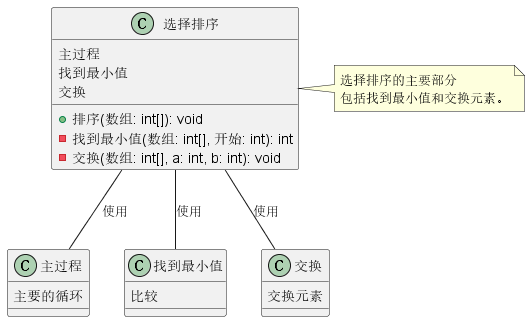 C 选择排序
主过程
找到最小值
交换
排序(数组: int[]): void
找到最小值(数组: int[], 开始: int): int
交换(数组: int[], a: int, b: int): void
选择排序的主要部分
包括找到最小值和交换元素。
使用
使用
使用
C 主过程
主要的循环
C 找到最小值
比较
C 交换
交换元素